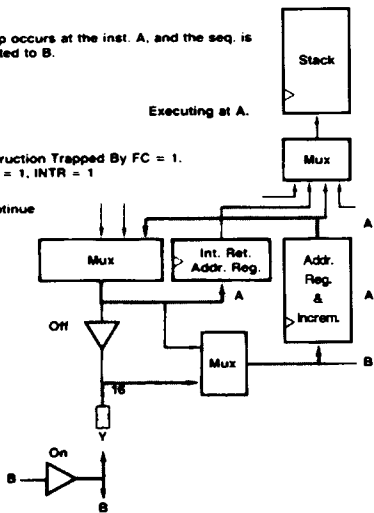 p occurs at the inst. A, and the seq. is
ted to B.
Stack
Executing at A.
ruction Trapped By FC = 1.
= 1, INTR = 1
Mux
ntinue
A
Mux
Int. Ret.
Addr. Reg.
Addr.
Reg.
&
Increm.
A
A
Off
Mux
B
16
Y
On
B
B